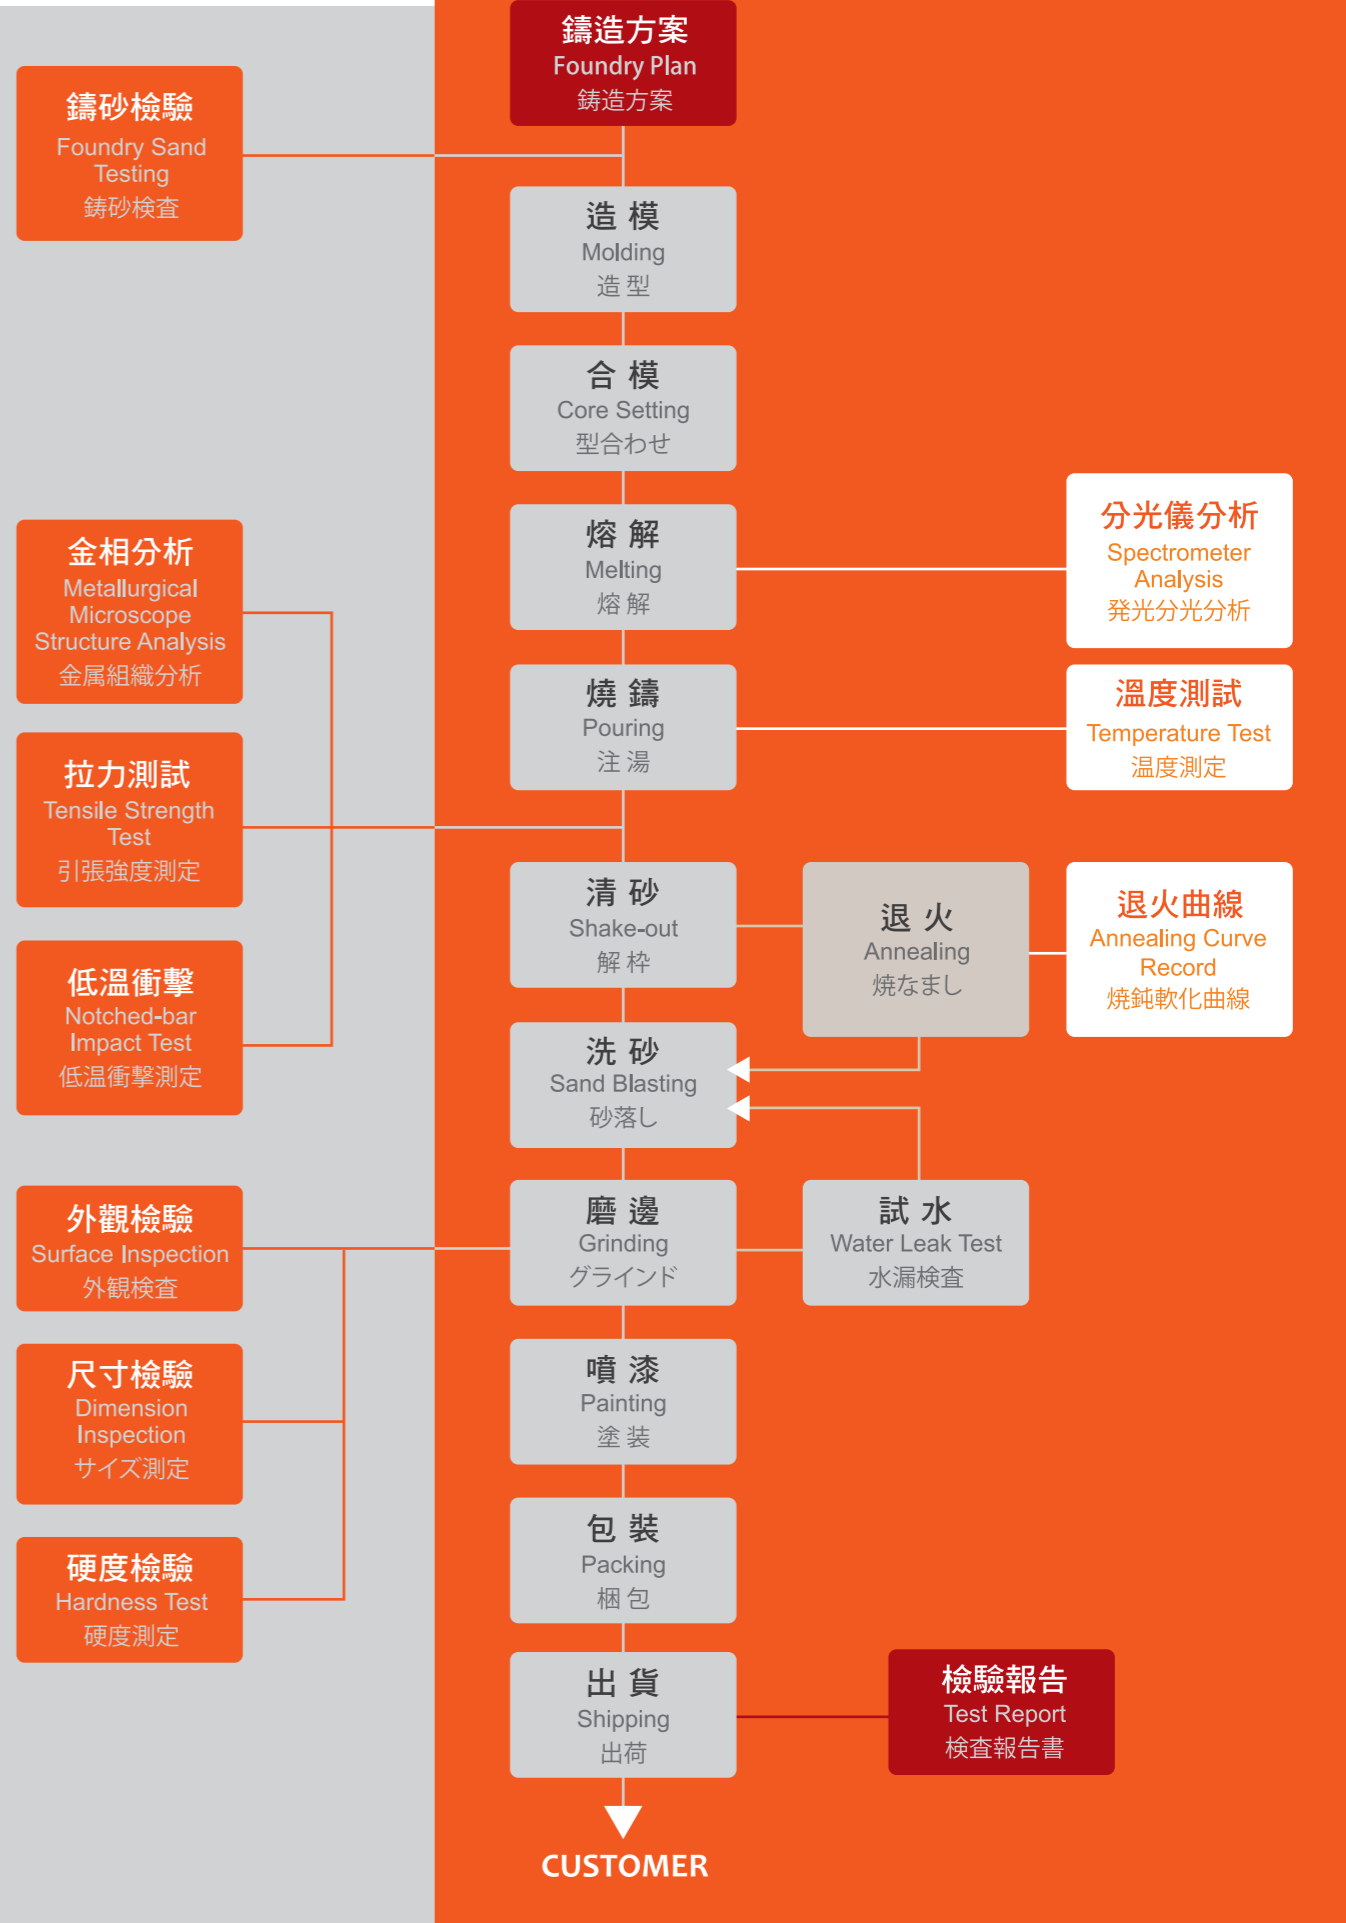 鑄造方案
Foundry Plan
鋳造方案
鑄砂檢驗
Foundry Sand
Testing
鋳砂検査
造模
Molding
造型
合模
Core Setting
型合わせ
熔解
Melting
熔解
分光儀分析
Spectrometer
Analysis
発光分光分析
金相分析
Metallurgical
Microscope
Structure Analysis
金属組織分析
燒鑄
Pouring
注湯
溫度測試
Temperature Test
温度測定
拉力測試
Tensile Strength
Test
引張強度測定
清砂
Shake-out
解枠
退火
Annealing
焼なまし
退火曲線
Annealing Curve
Record
焼鈍軟化曲線
低溫衝擊
Notched-bar
Impact Test
低温衝撃測定
洗砂
Sand Blasting
砂落し
外觀檢驗
Surface Inspection
外観検査
磨邊
Grinding
グラインド
試水
Water Leak Test
水漏検査
尺寸檢驗
Dimension
Inspection
サイズ測定
噴漆
Painting
塗装
包裝
Packing
梱包
硬度檢驗
Hardness Test
硬度測定
出貨
Shipping
出荷
檢驗報告
Test Report
検査報告書
CUSTOMER